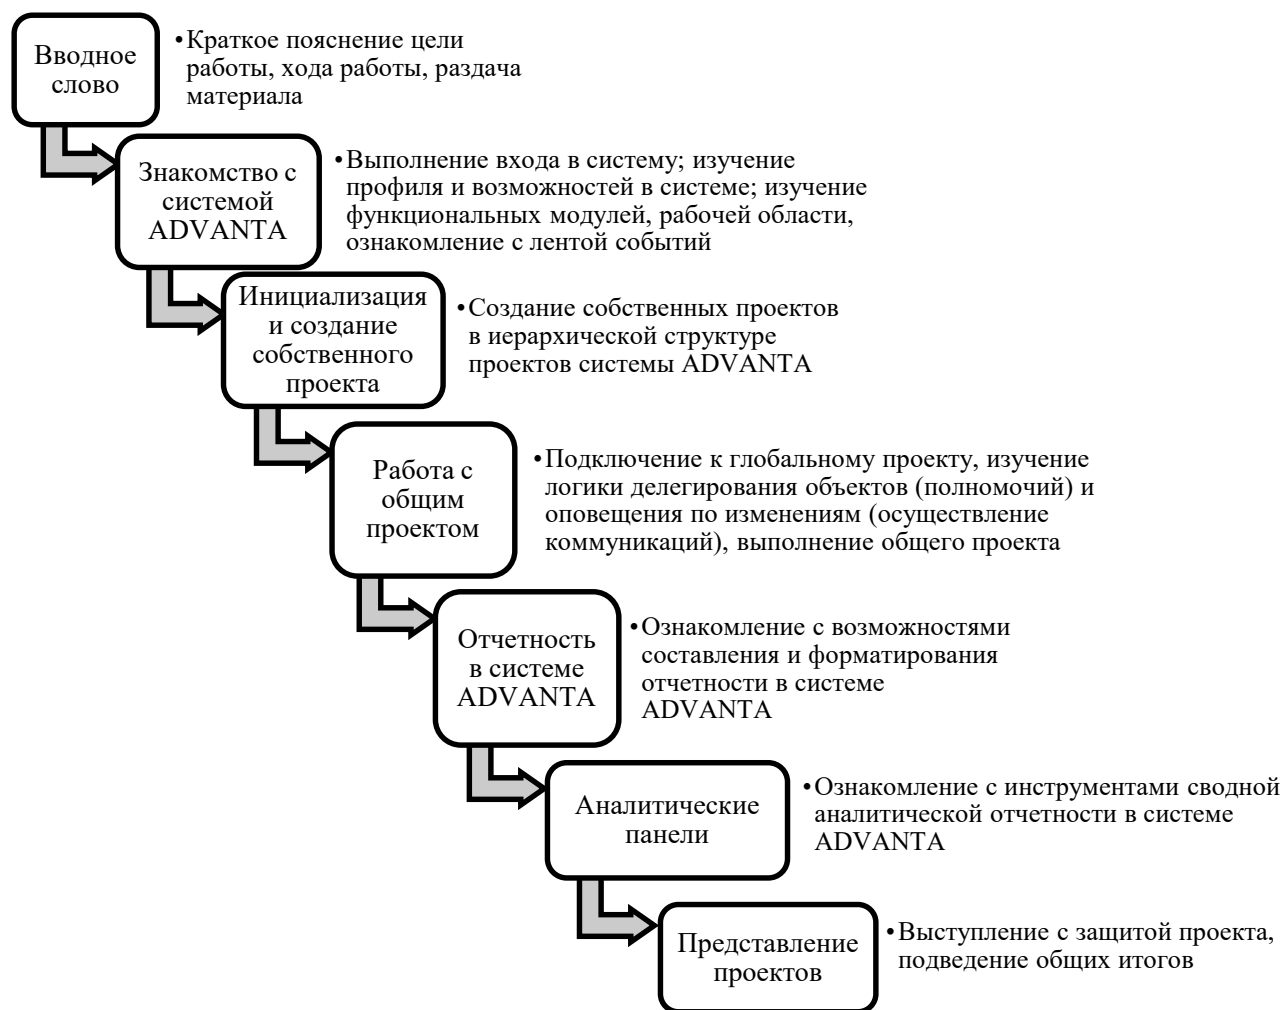 Вводное
слово
•Краткое пояснение цели
работы, хода работы, раздача
материала
Знакомство с
системой
ADVANTA
•Выполнение входа в систему; изучение
профиля и возможностей в системе; изучение
функциональных модулей, рабочей области,
ознакомление с лентой событий
Инициализация
и создание
собственного
проекта
•Создание собственных проектов
в иерархической структуре
проектов системы ADVANTA
Работа с
общим
проектом
•Подключение к глобальному проекту, изучение
логики делегирования объектов (полномочий) и
оповещения по изменениям (осуществление
коммуникаций), выполнение общего проекта
Отчетность
в системе
ADVANTA
•Ознакомление с возможностями
составления и форматирования
отчетности в системе
ADVANTA
Аналитические
панели
•Ознакомление с инструментами сводной
аналитической отчетности в системе
ADVANTA
Представление
проектов
•Выступление с защитой проекта,
подведение общих итогов